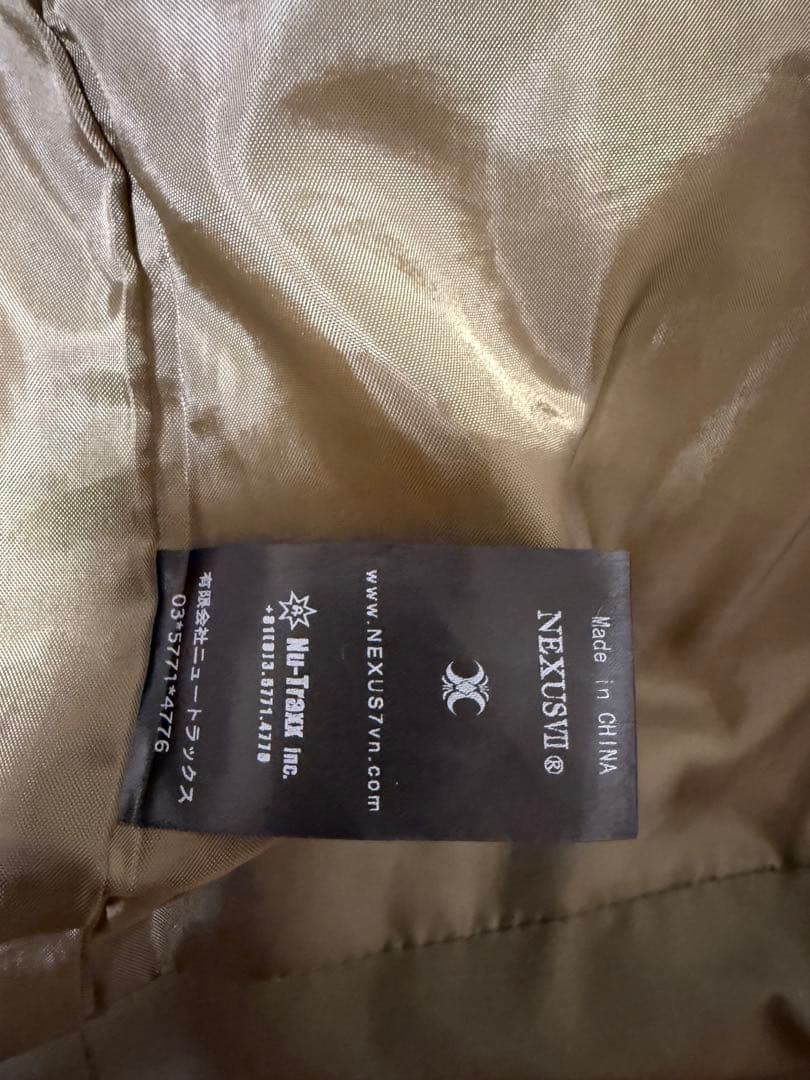 Made in CHINA
NEXUSVII ®
www.NEXUS7vn.com
Nu-Traxx inc.
+81(0)3.5771.4776
有限会社ニュートラックス
03*5771*4776